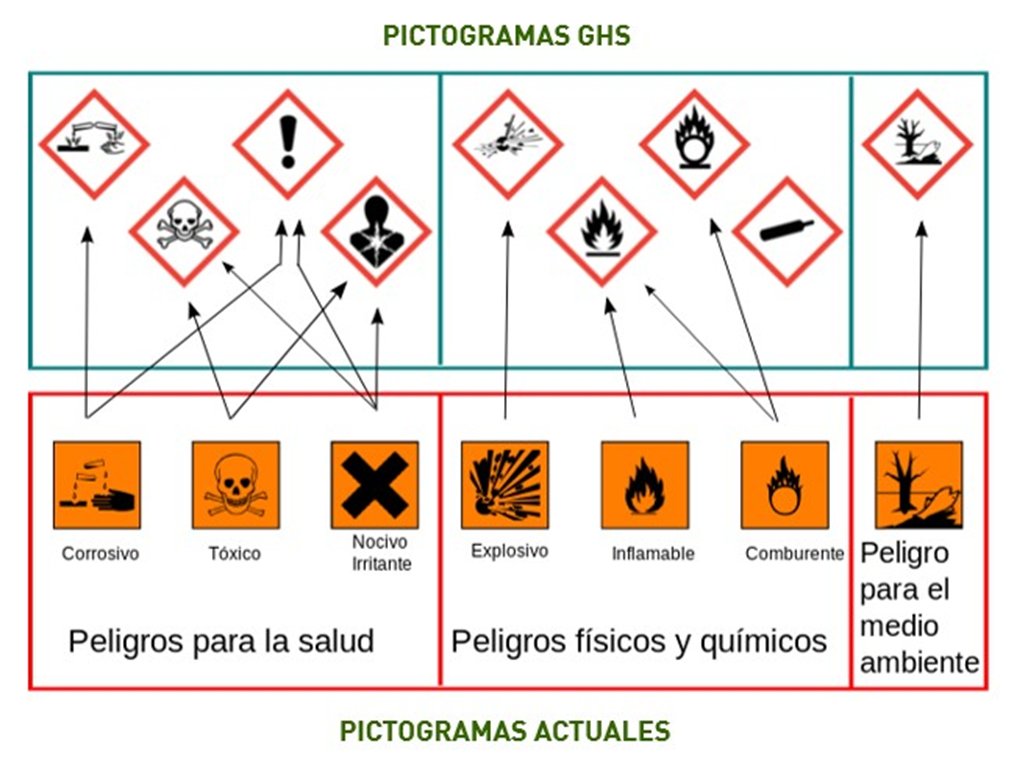 PICTOGRAMAS GHS
Corrosivo
Tóxico
Nocivo
Irritante
Explosivo
Inflamable
Comburente
Peligros para la salud
Peligros físicos y químicos
Peligro
para el
medio
ambiente
PICTOGRAMAS ACTUALES